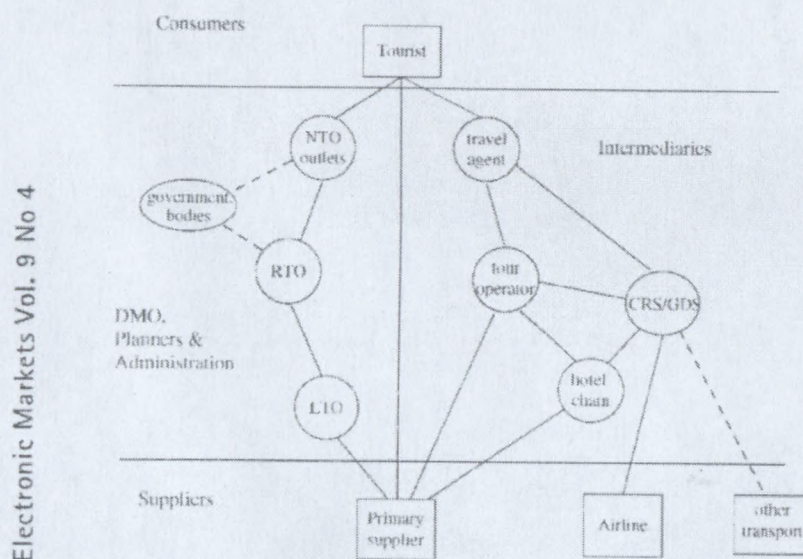 Electronic Markets Vol. 9 No 4
Consumers
Tourist
NTO
outlets
travel
agent
Intermediaries
government
bodies
RTO
tour
operator
CRS/GDS
DMO,
Planners &
Administration
LTO
hotel
chain
Suppliers
Primary
supplier
Airline
other
transport